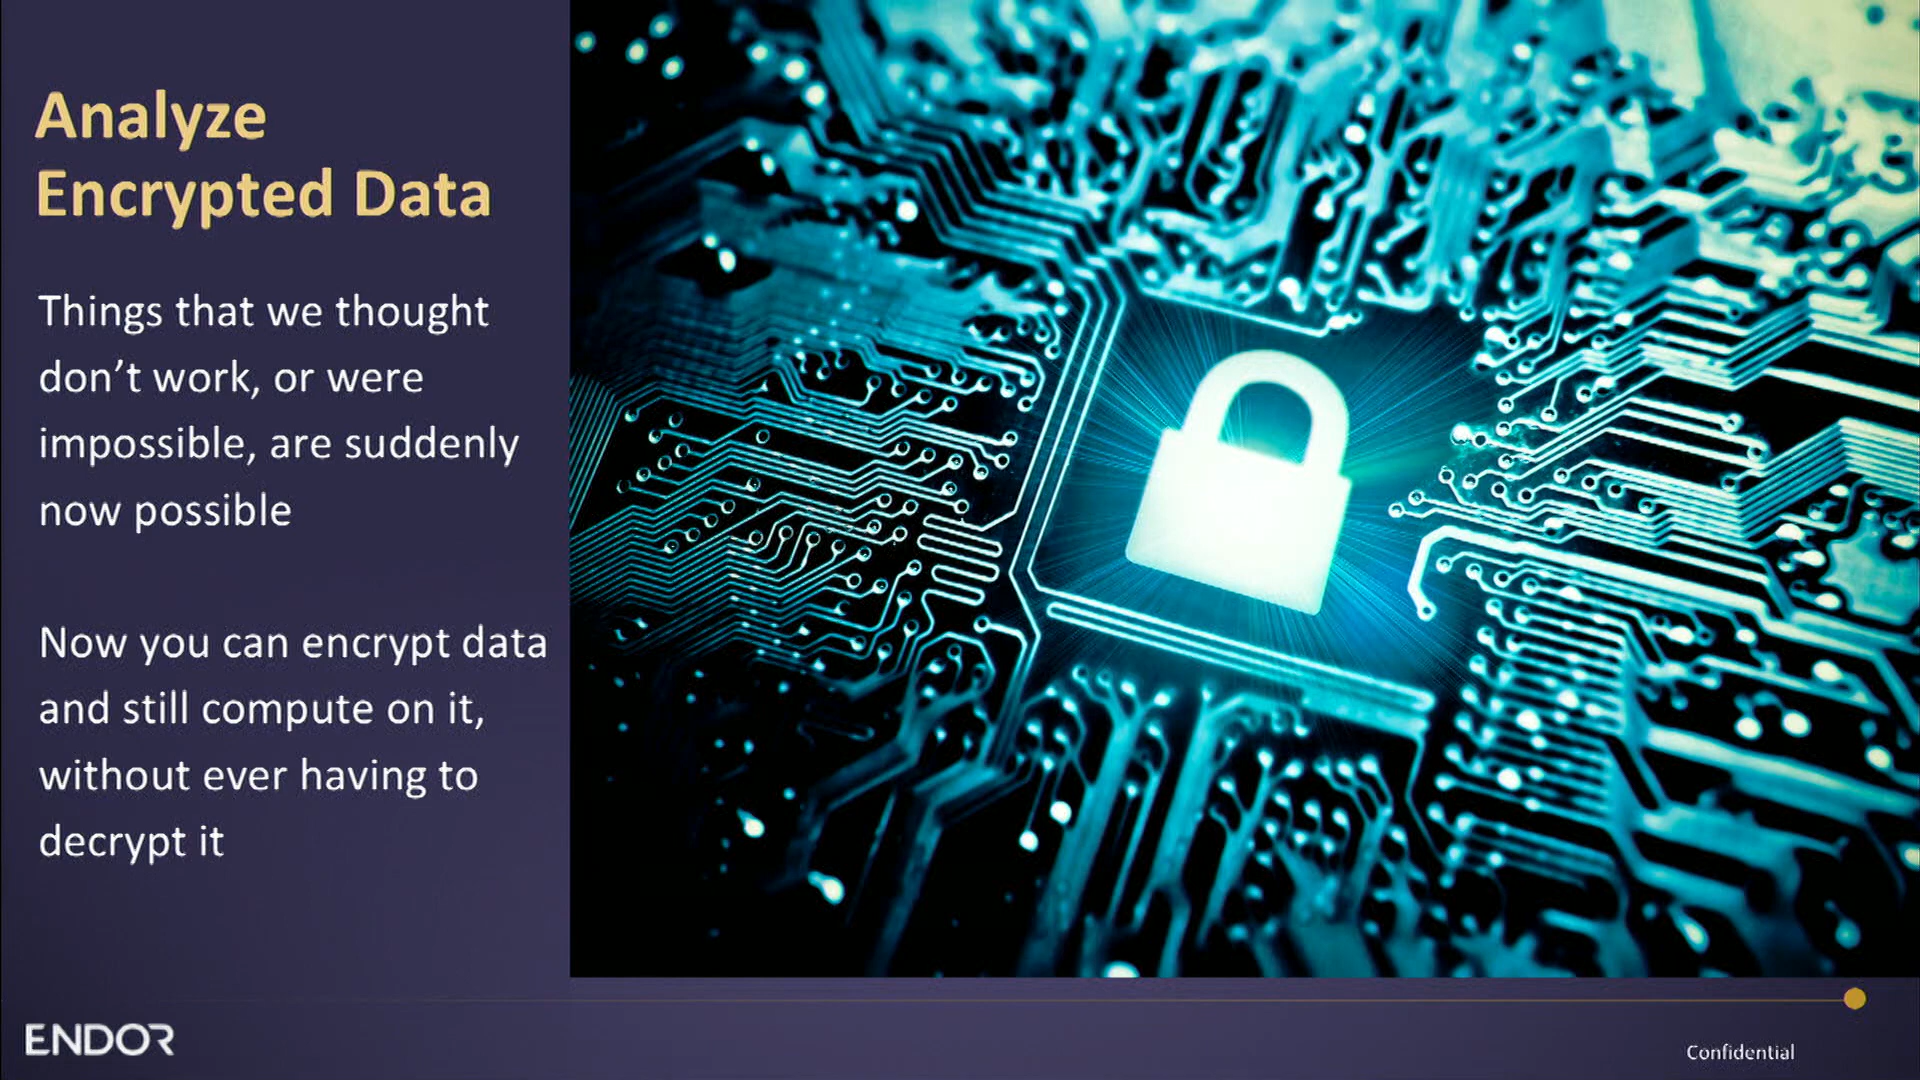 Analyze
Encrypted Data
Things that we thought
don’t work, or were
impossible, are suddenly
now possible
Now you can encrypt data
and still compute on it,
without ever having to
decrypt it
ENDOR
Confidential